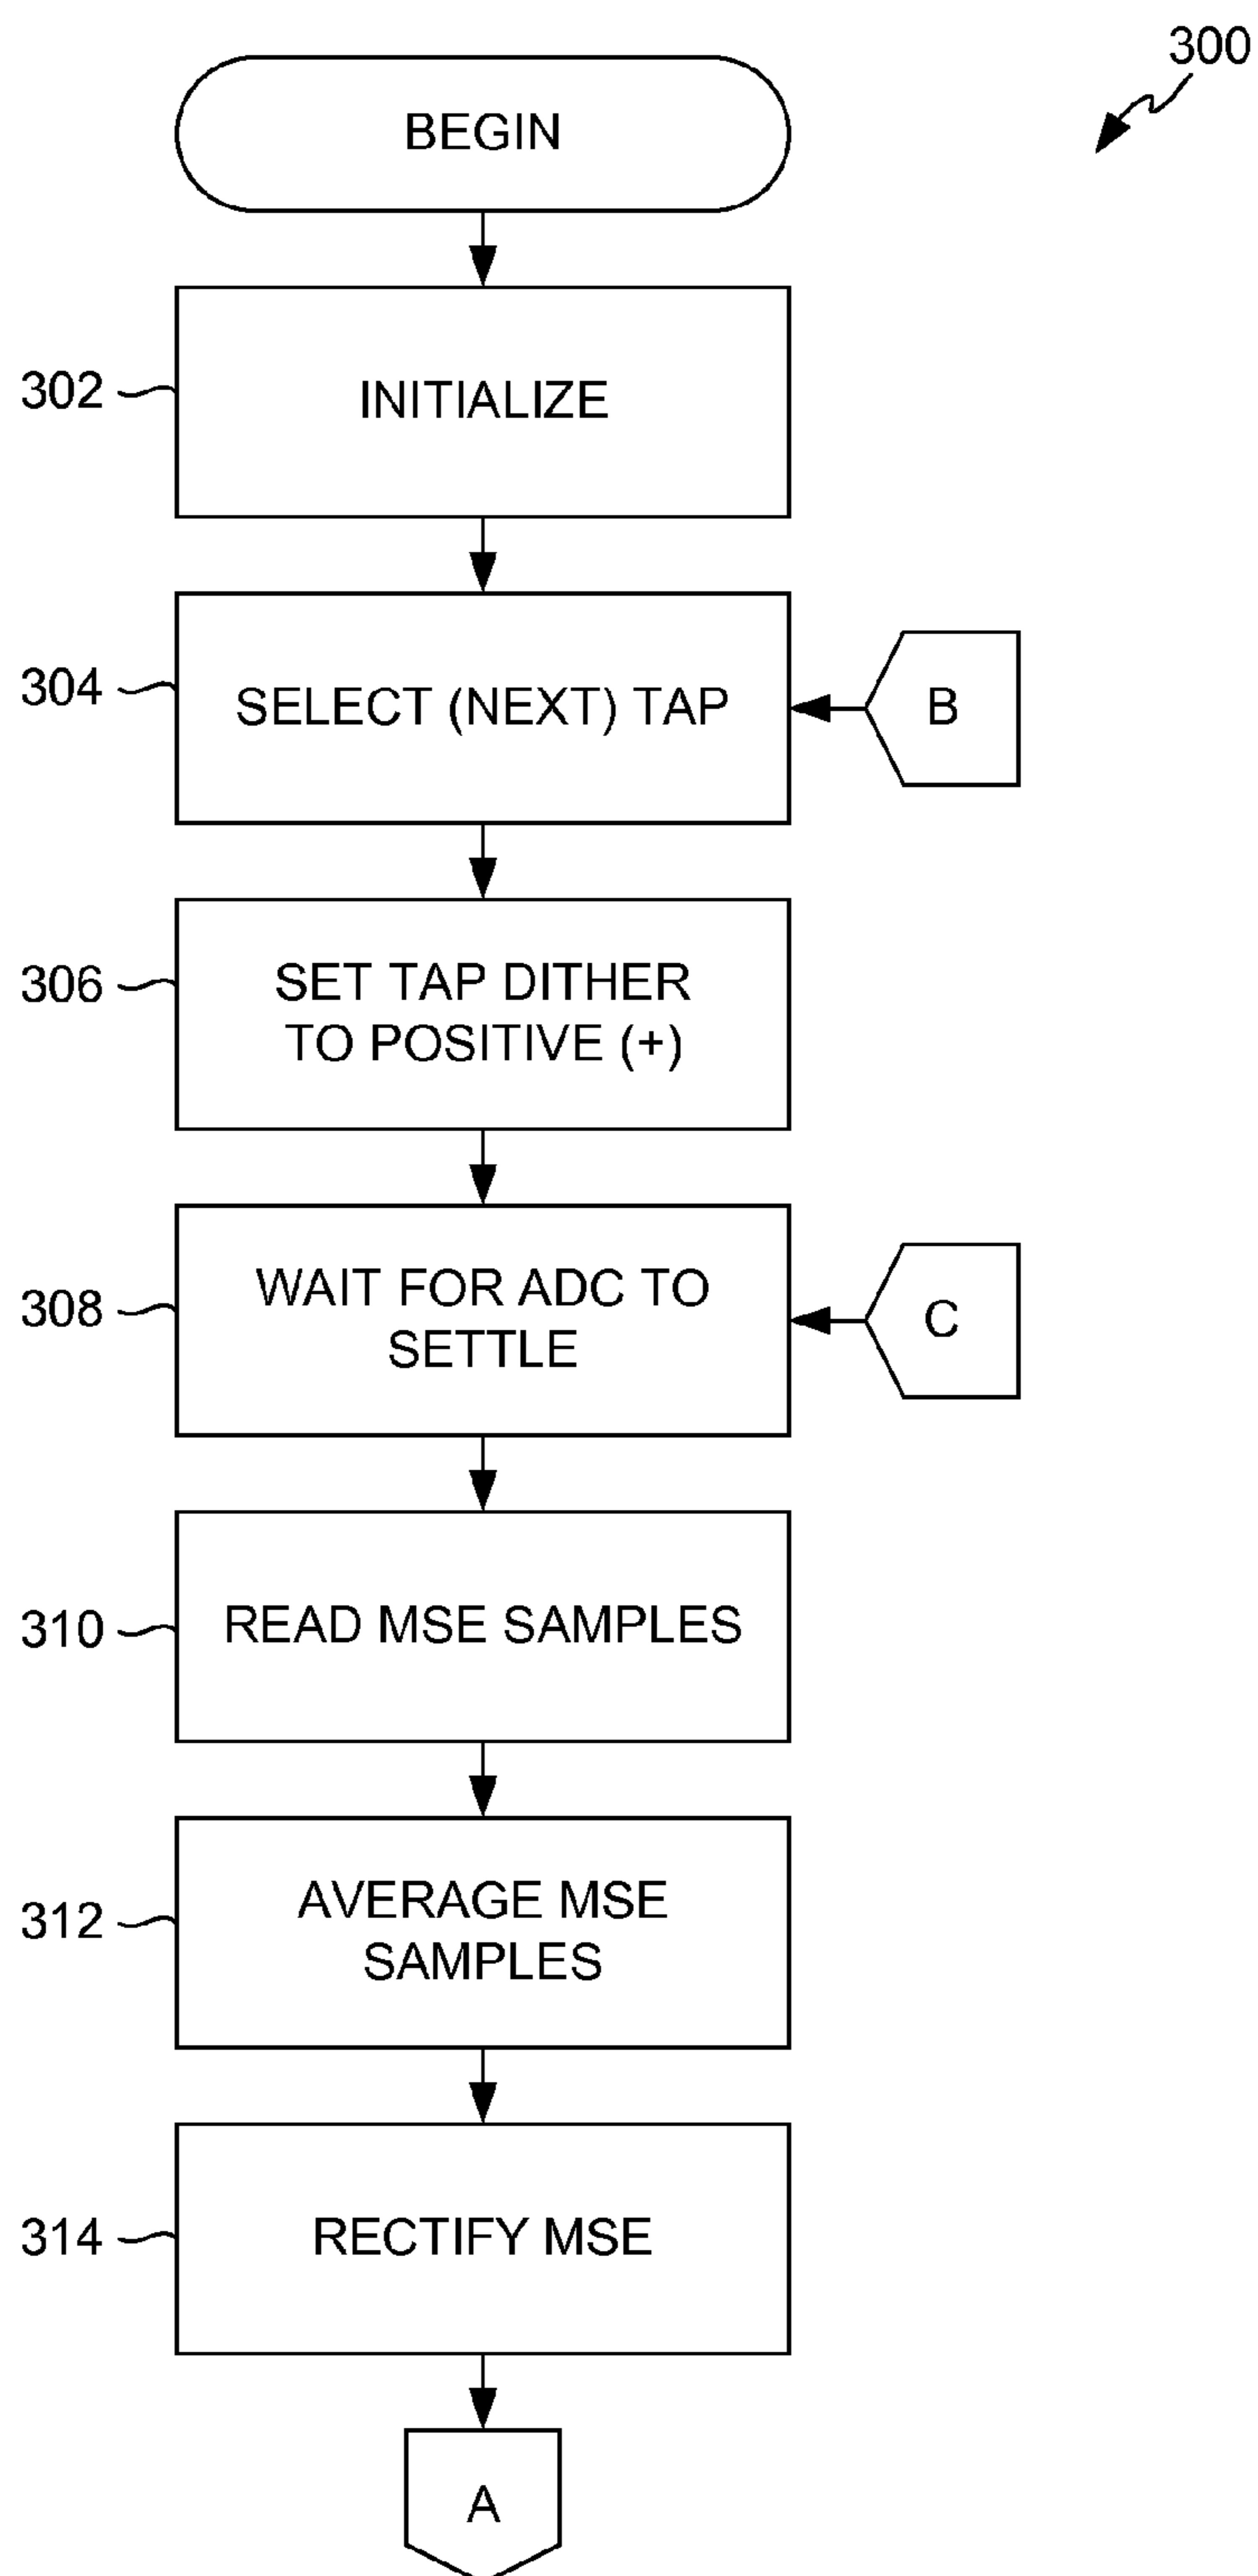 300
BEGIN
302
INITIALIZE
304
SELECT (NEXT) TAP
B
306
SET TAP DITHER
TO POSITIVE (+)
308
WAIT FOR ADC TO
SETTLE
C
310
READ MSE SAMPLES
312
AVERAGE MSE
SAMPLES
314
RECTIFY MSE
A